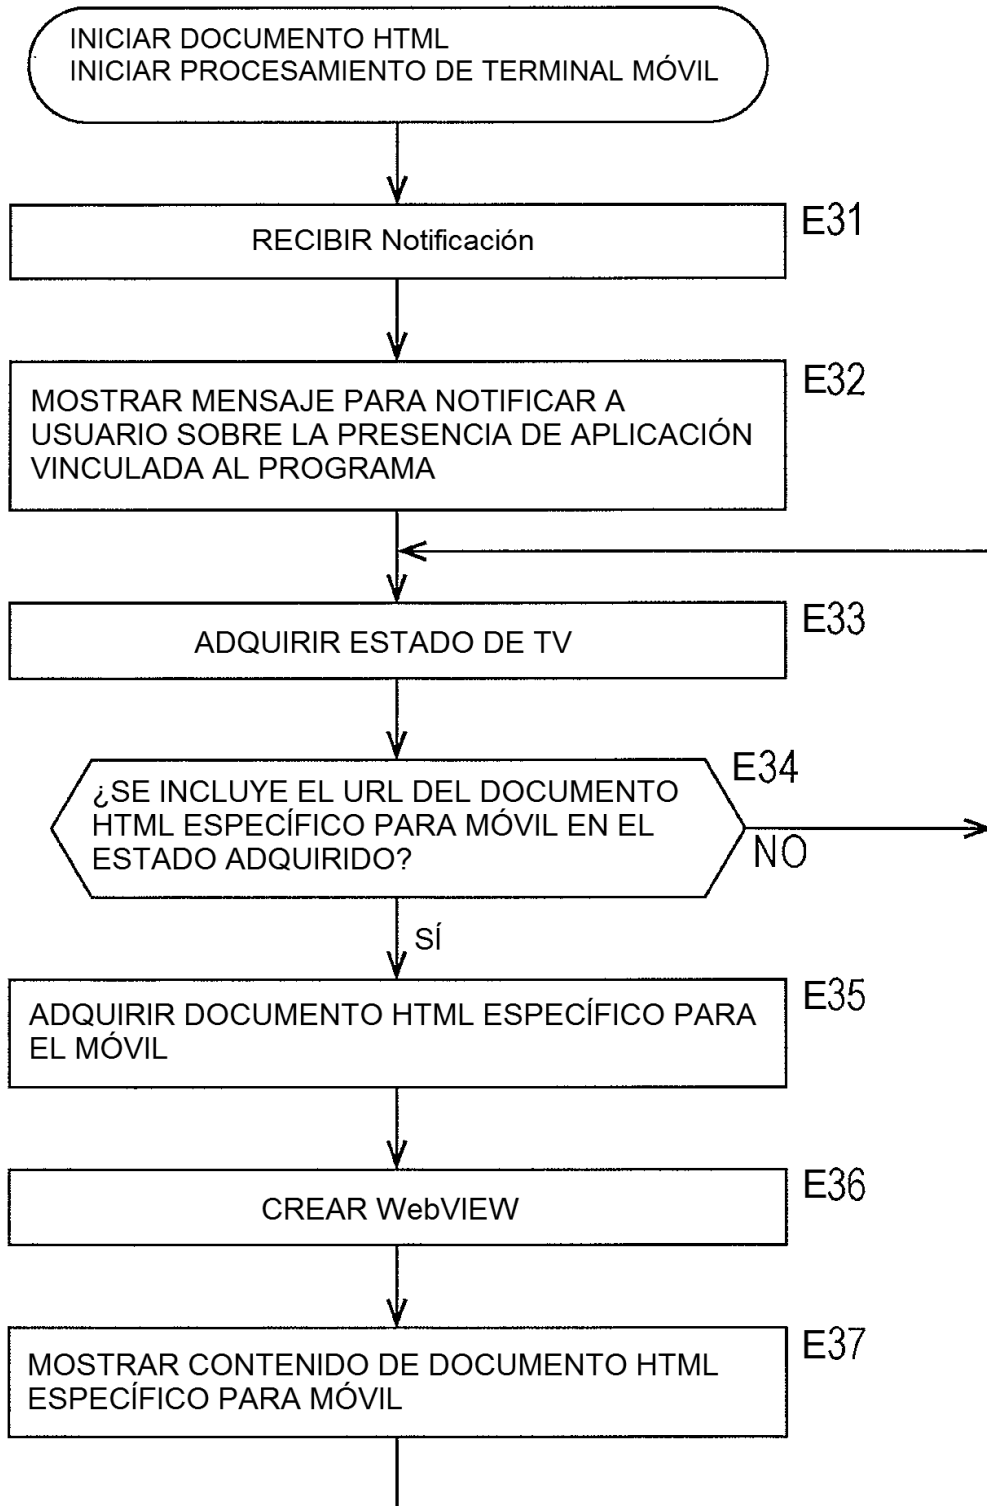 INICIAR DOCUMENTO HTML
INICIAR PROCESAMIENTO DE TERMINAL MÓVIL
E31
RECIBIR Notificación
E32
MOSTRAR MENSAJE PARA NOTIFICAR A
USUARIO SOBRE LA PRESENCIA DE APLICACIÓN
VINCULADA AL PROGRAMA
E33
ADQUIRIR ESTADO DE TV
E34
¿SE INCLUYE EL URL DEL DOCUMENTO
HTML ESPECÍFICO PARA MÓVIL EN EL
ESTADO ADQUIRIDO?
NO
SÍ
E35
ADQUIRIR DOCUMENTO HTML ESPECÍFICO PARA
EL MÓVIL
E36
CREAR WebVIEW
E37
MOSTRAR CONTENIDO DE DOCUMENTO HTML
ESPECÍFICO PARA MÓVIL